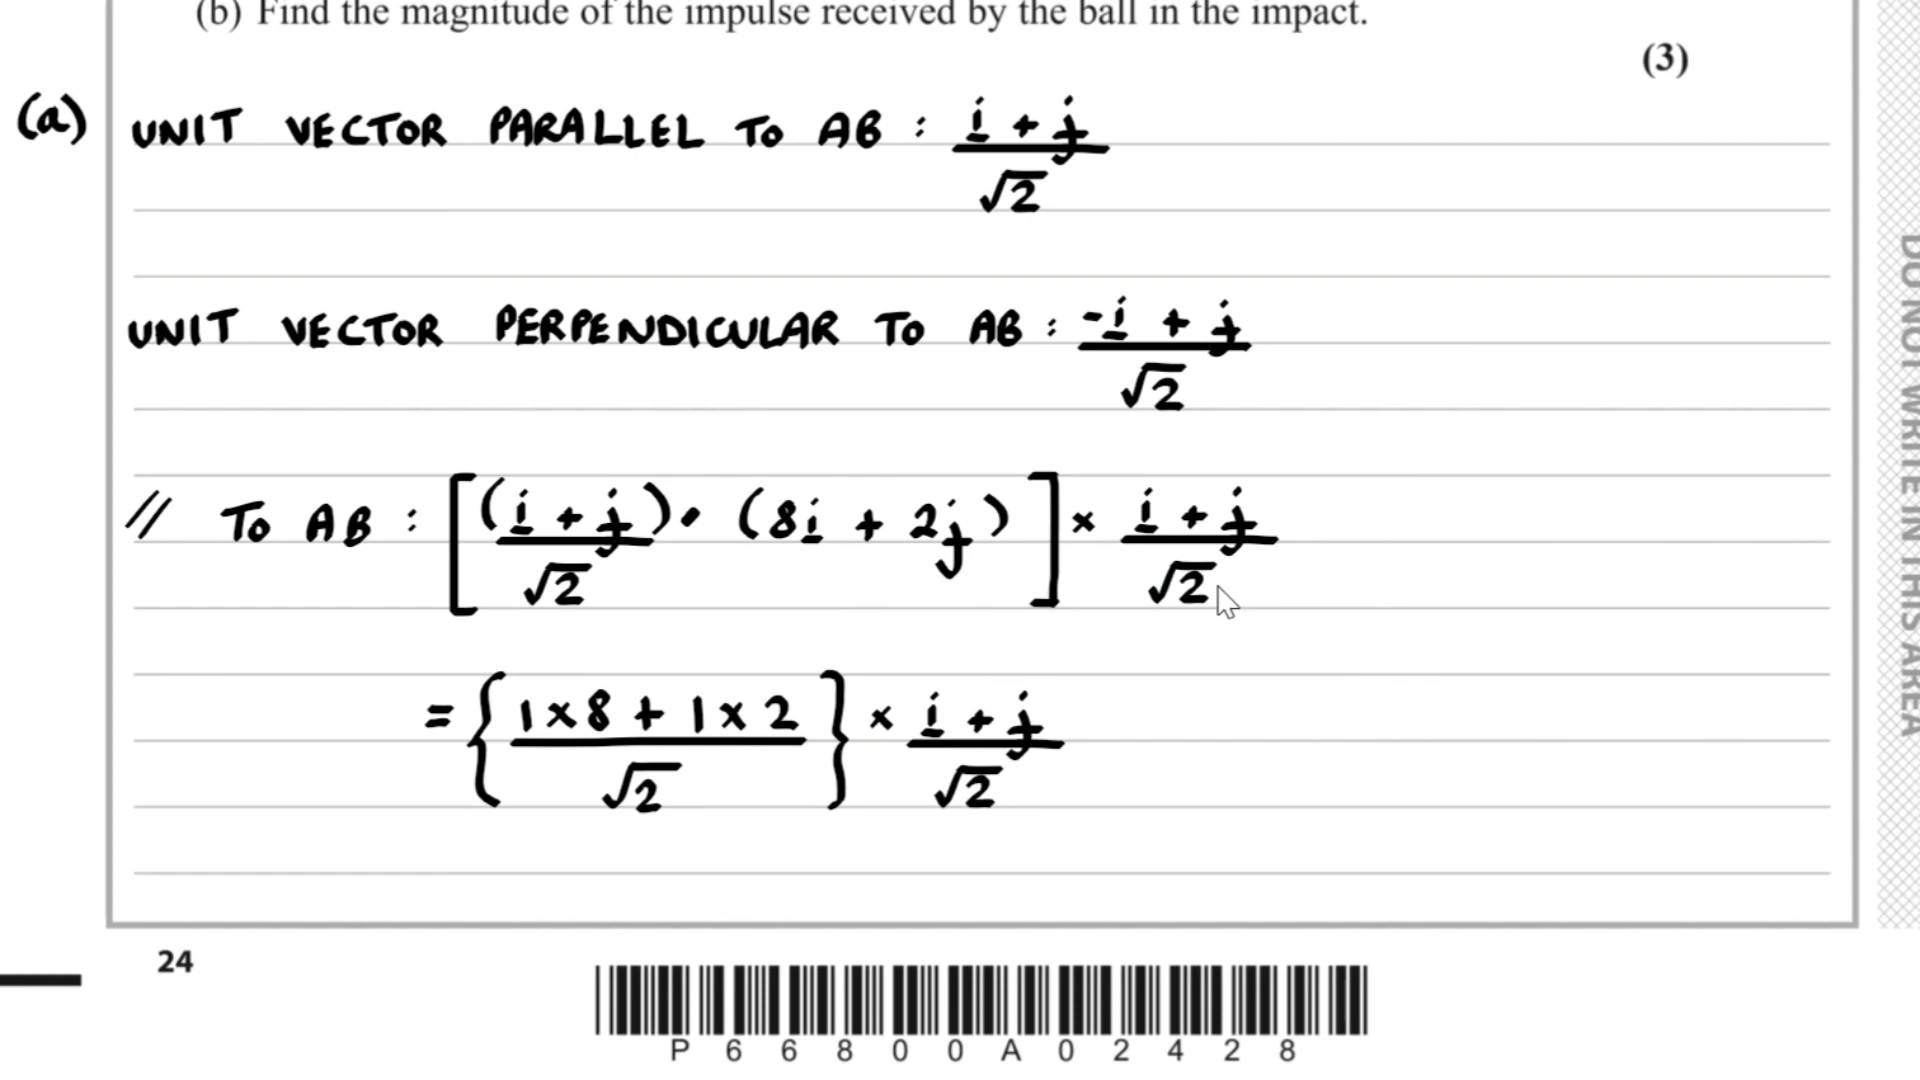 (b) Find the magnitude of the impulse received by the ball in the impact.
(3)
(a) UNIT VECTOR PARALLEL TO AB : (i + j)/√2
UNIT VECTOR PERPENDICULAR TO AB : (-i + j)/√2
// TO AB : [(i + j)/√2 • (8i + 2j)] × (i + j)/√2
= {(1 × 8 + 1 × 2)/√2} × (i + j)/√2
DO NOT WRITE IN THIS AREA
24
P 6 6 8 0 0 A 0 2 4 2 8